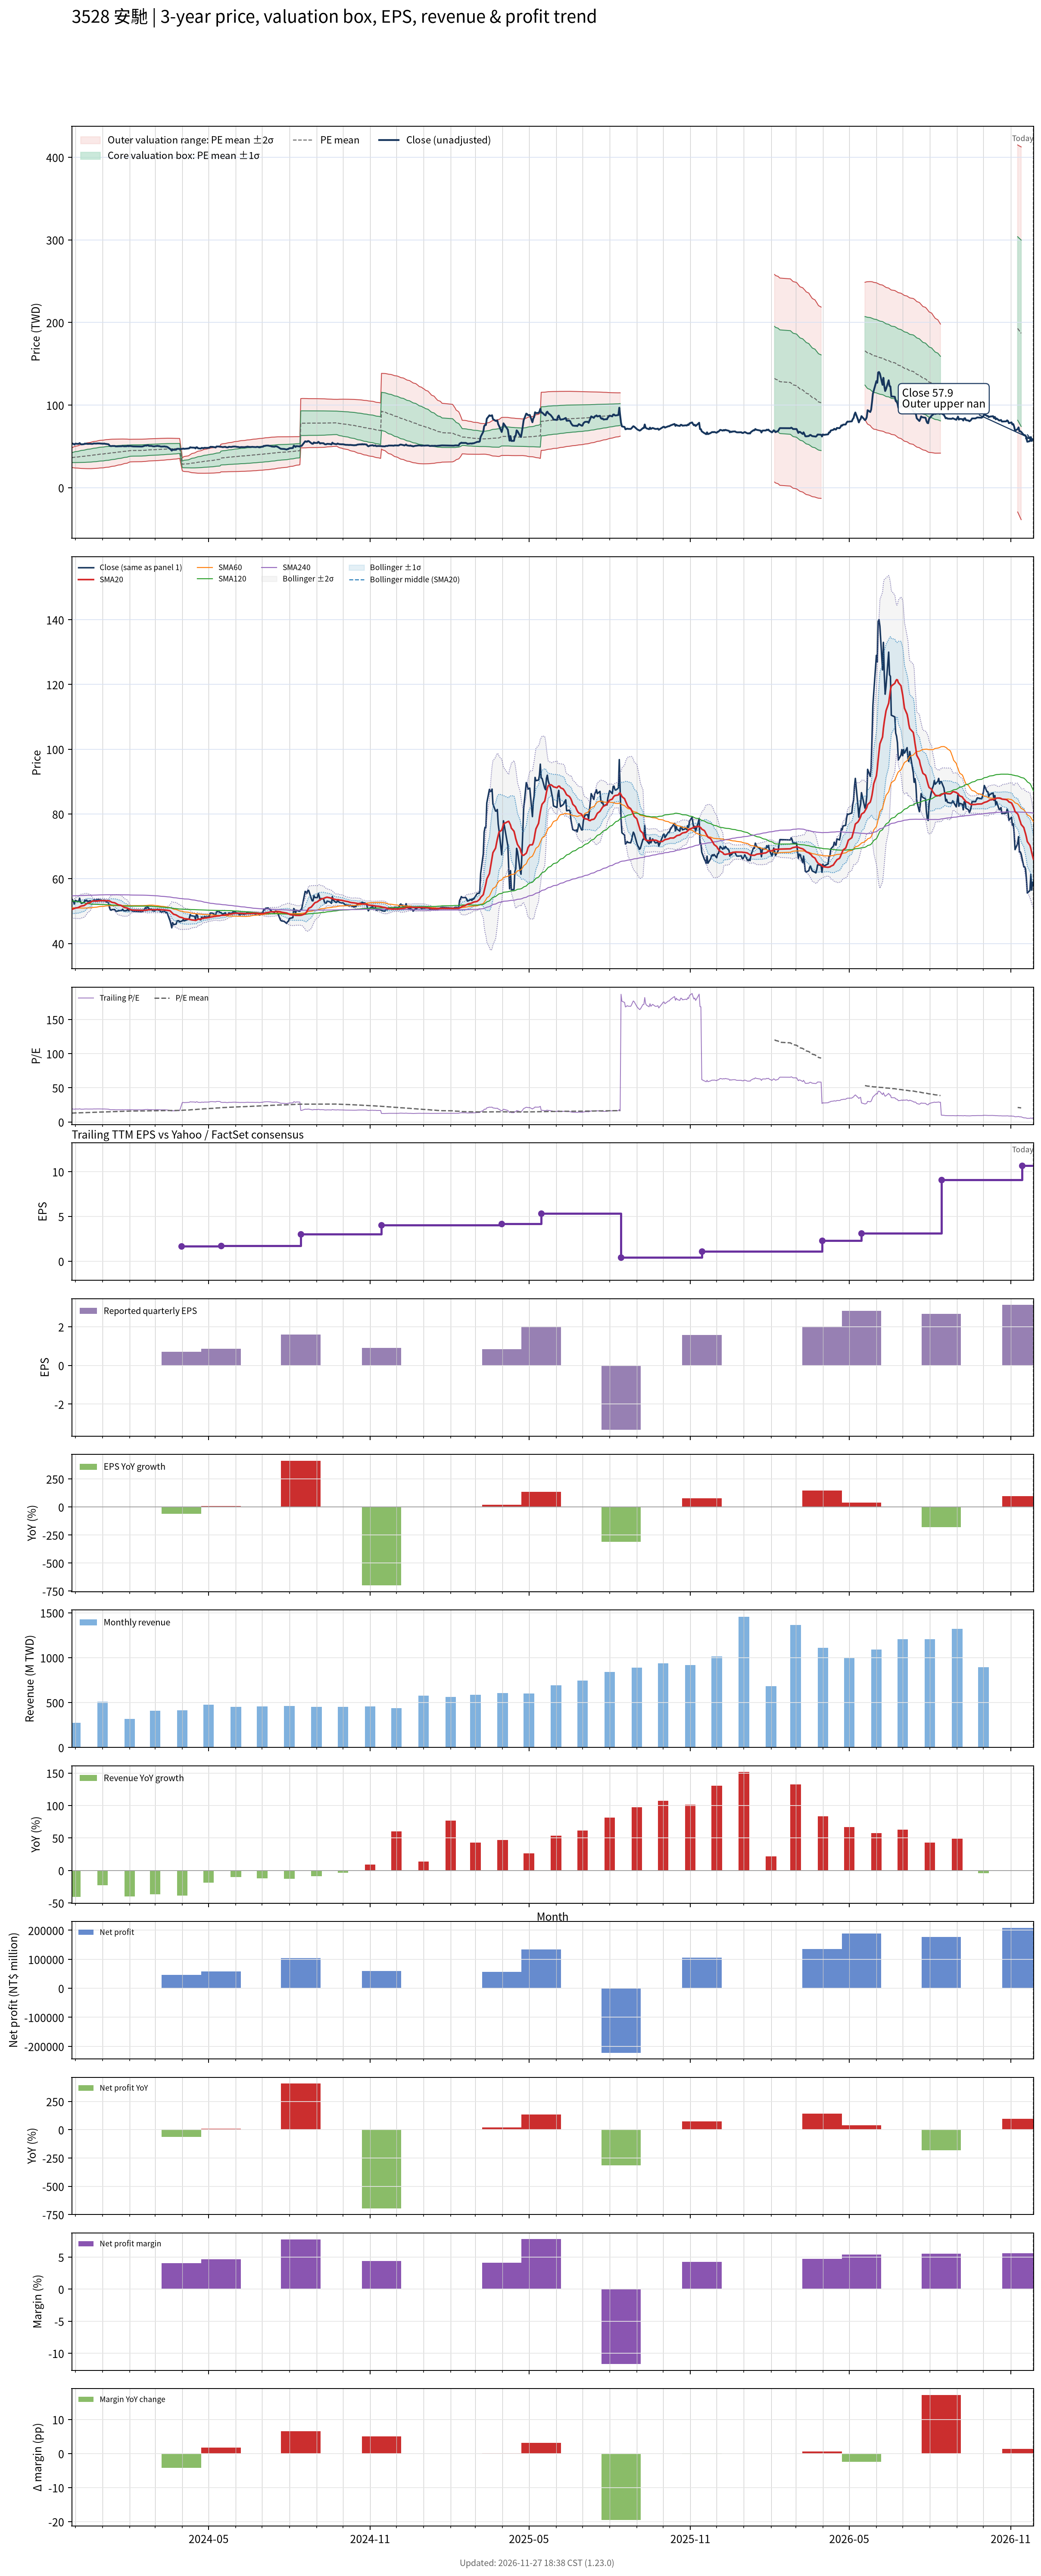 3528 安馳 | 3-year price, valuation box, EPS, revenue & profit trend
Outer valuation range: PE mean ±2σ
PE mean
Close (unadjusted)
Core valuation box: PE mean ±1σ
Today
400
300
200
100
0
Price (TWD)
Close 57.9
Outer upper nan
Close (same as panel 1)
SMA20
SMA60
SMA120
SMA240
Bollinger ±2σ
Bollinger ±1σ
Bollinger middle (SMA20)
140
120
100
80
60
40
Price
Trailing P/E
P/E mean
150
100
50
0
P/E
Trailing TTM EPS vs Yahoo / FactSet consensus
Today
10
5
0
EPS
Reported quarterly EPS
2
0
-2
EPS
EPS YoY growth
250
0
-250
-500
-750
YoY (%)
Monthly revenue
1500
1000
500
0
Revenue (M TWD)
Revenue YoY growth
150
100
50
0
-50
YoY (%)
Month
Net profit
200000
100000
0
-100000
-200000
Net profit (NT$ million)
Net profit YoY
250
0
-250
-500
-750
YoY (%)
Net profit margin
5
0
-5
-10
Margin (%)
Margin YoY change
10
0
-10
-20
Δ margin (pp)
2024-05
2024-11
2025-05
2025-11
2026-05
2026-11
Updated: 2026-11-27 18:38 CST (1.23.0)